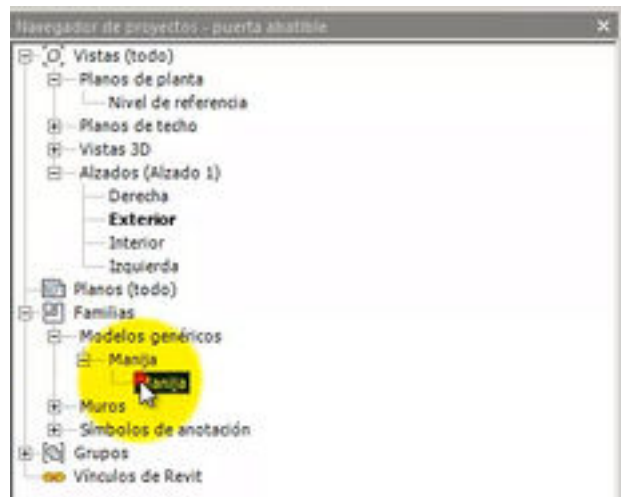 Navegador de proyectos - puerta abatible
Vistas (todo)
Planos de planta
Nivel de referencia
Planos de techo
Vistas 3D
Alzados (Alzado 1)
Derecha
Exterior
Interior
Izquierda
Planos (todo)
Familias
Modelos genéricos
Manija
Manija
Muros
Símbolos de anotación
Grupos
Vínculos de Revit